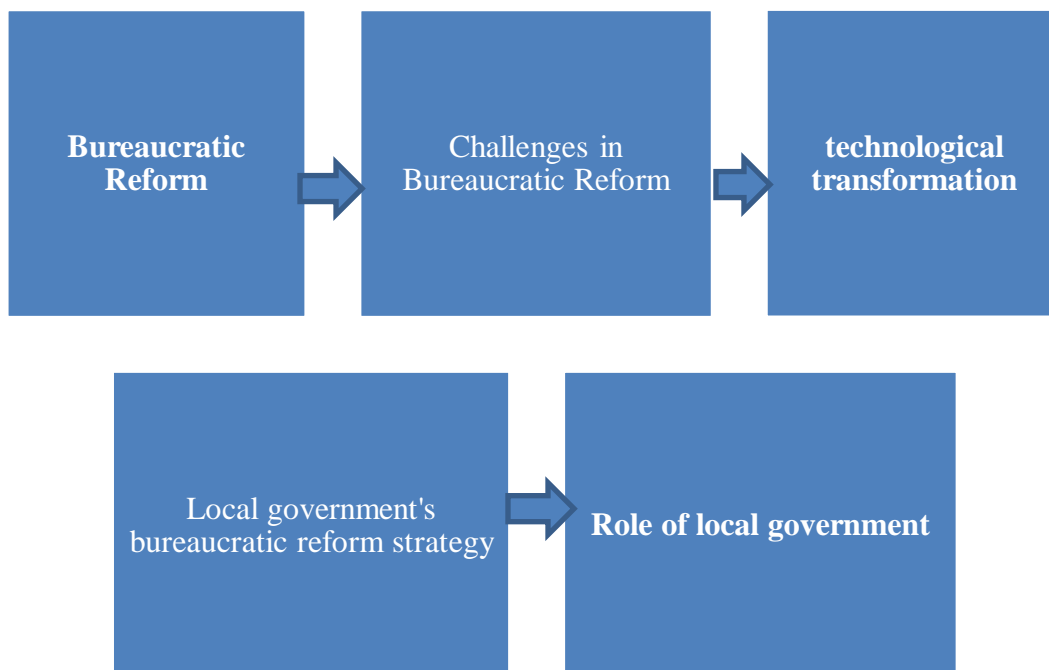 Bureaucratic
Reform
Challenges in
Bureaucratic Reform
technological
transformation
Local government's
bureaucratic reform strategy
Role of local government